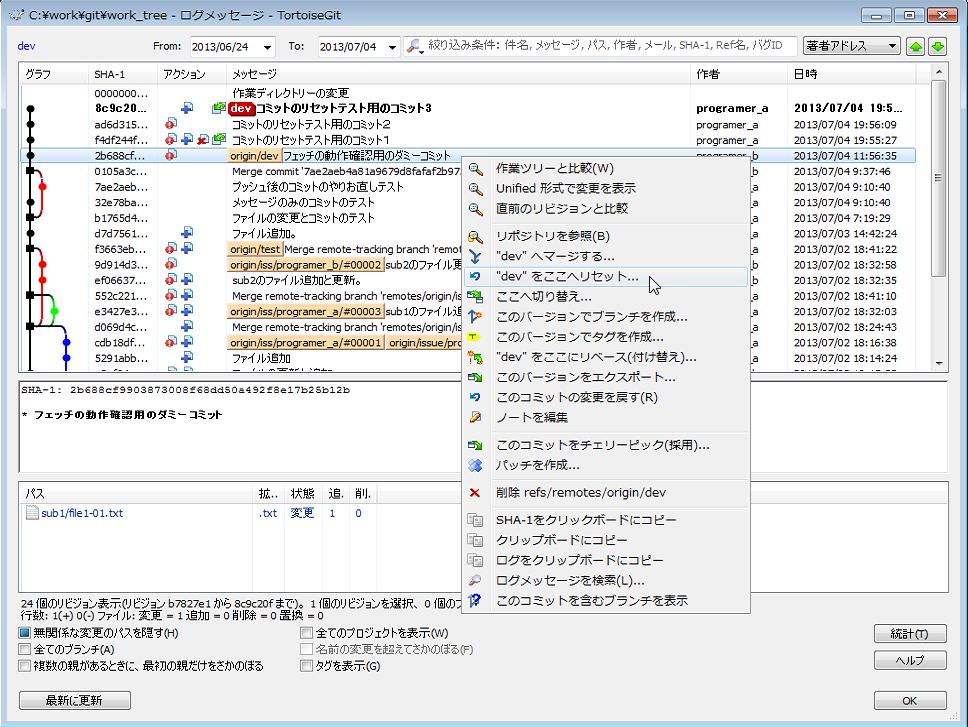 C:¥work¥git¥work_tree - ログメッセージ - TortoiseGit
dev From: 2013/06/24 To: 2013/07/04 絞り込み条件: 件名, メッセージ, パス, 作者, メール, SHA-1, Ref名, バグID 著者アドレス
グラフ SHA-1 アクション メッセージ 作者 日時
0000000... 作業ディレクトリーの変更
8c9c20... dev コミットのリセットテスト用のコミット3 programer_a 2013/07/04 19:5...
ad6d315... コミットのリセットテスト用のコミット2 programer_a 2013/07/04 19:56:09
f4df244f... コミットのリセットテスト用のコミット1 programer_a 2013/07/04 19:55:27
2b688cf... origin/dev フェッチの動作確認用のダミーコミット programer_b 2013/07/04 11:56:35
0105a3c... Merge commit '7ae2aeb4a81a9679d8fafaf2b97 _b 2013/07/04 9:37:46
7ae2aeb... プッシュ後のコミットのやりお直しテスト _a 2013/07/04 9:10:40
32e78ba... メッセージのみのコミットのテスト _a 2013/07/04 9:10:40
b1765d4... ファイルの変更とコミットのテスト _a 2013/07/04 7:19:29
d7d7561... ファイル追加。 _a 2013/07/03 14:42:24
f3663eb... origin/test Merge remote-tracking branch 'remot _a 2013/07/02 18:41:22
9d914d3... origin/iss/programer_b/#00002 sub2のファイル更 _b 2013/07/02 18:32:58
ef06637... sub2のファイル追加と更新。 _b 2013/07/02 18:32:35
552c221... Merge remote-tracking branch 'remotes/origin/is _a 2013/07/02 18:41:10
e3427e3... origin/iss/programer_a/#00003 sub1のファイル _a 2013/07/02 18:32:03
d069d4c... Merge remote-tracking branch 'remotes/origin/is _a 2013/07/02 18:24:43
cdb18df... origin/iss/programer_a/#00001 origin/issue/pro _a 2013/07/02 18:16:38
5291abb... ファイル追加 _a 2013/07/02 18:14:24
作業ツリーと比較(W)
Unified 形式で変更を表示
直前のリビジョンと比較
リポジトリを参照(B)
"dev" へマージする...
"dev" をここへリセット...
ここへ切り替え...
このバージョンでブランチを作成...
このバージョンでタグを作成...
"dev" をここにリベース(付け替え)...
このバージョンをエクスポート...
このコミットの変更を戻す(R)
ノートを編集
このコミットをチェリーピック(採用)...
パッチを作成...
削除 refs/remotes/origin/dev
SHA-1をクリックボードにコピー
クリップボードにコピー
ログをクリップボードにコピー
ログメッセージを検索(L)...
このコミットを含むブランチを表示
SHA-1: 2b688cf9903873008f68dd50a492f8e17b25b12b
* フェッチの動作確認用のダミーコミット
パス 拡.. 状態 追. 削.
sub1/file1-01.txt .txt 変更 1 0
24 個のリビジョン表示(リビジョン b7827e1 から 8c9c20f まで)。1 個のリビジョンを選択、0 個の
行数: 1(+) 0(-) ファイル: 変更 = 1 追加 = 0 削除 = 0 置換 = 0
無関係な変更のパスを隠す(H) 全てのプロジェクトを表示(W) 統計(T)
全てのブランチ(A) 名前の変更を超えてさかのぼる(F)
複数の親があるときに、最初の親だけをさかのぼる タグを表示(G) ヘルプ
最新に更新 OK